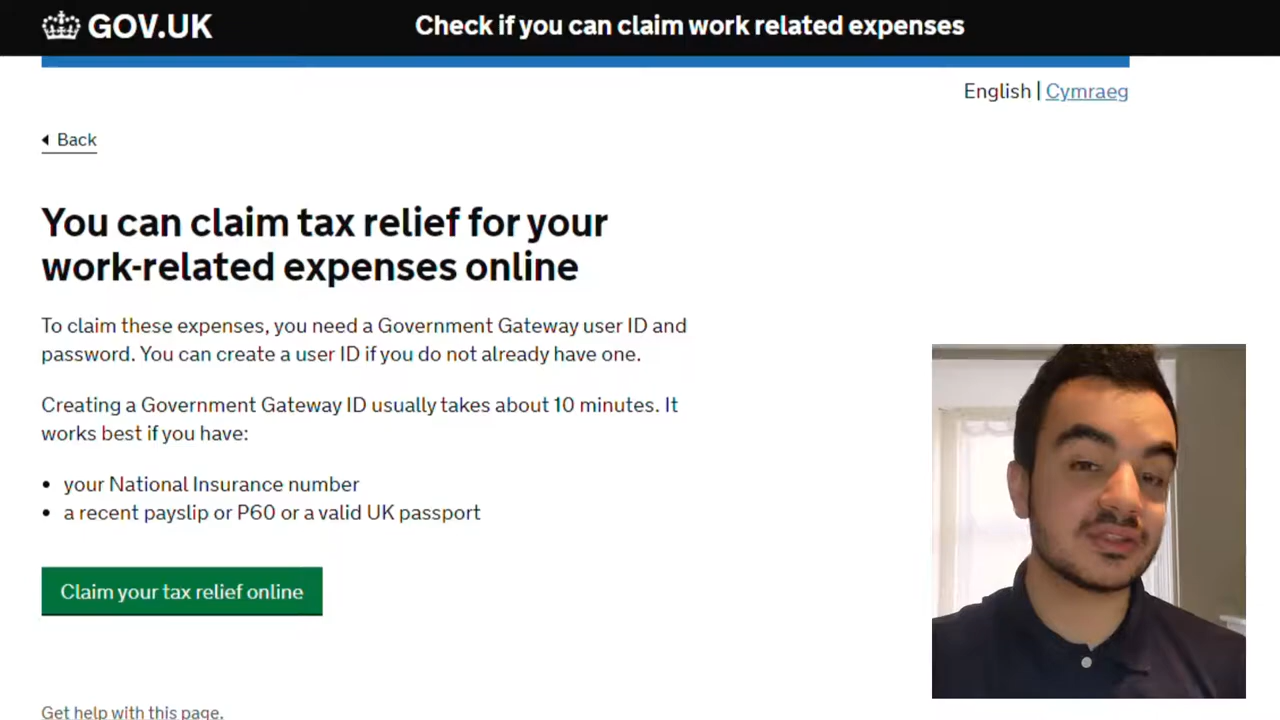 GOV.UK
Check if you can claim work related expenses
English | Cymraeg
Back
You can claim tax relief for your
work-related expenses online
To claim these expenses, you need a Government Gateway user ID and
password. You can create a user ID if you do not already have one.
Creating a Government Gateway ID usually takes about 10 minutes. It
works best if you have:
• your National Insurance number
• a recent payslip or P60 or a valid UK passport
Claim your tax relief online
Get help with this page.